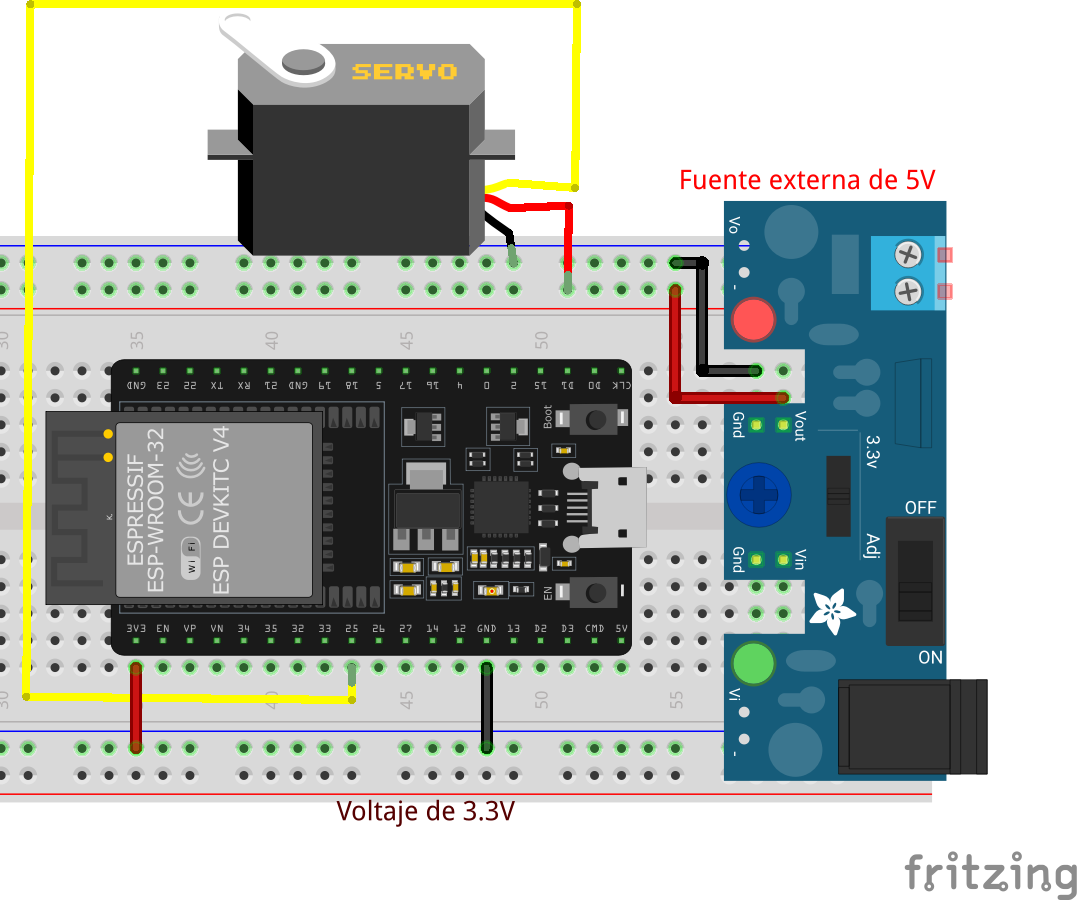 SERVO
Fuente externa de 5V
Vo
-
30 35 40 45 50
GND 23 22 TX RX 21 GND 19 18 5 17 16 4 0 2 15 D1 D0 CLK
Boot
Gnd Vout
3.3v
ESPRESSIF
ESP-WROOM-32
CE
Wi Fi
ESP DEVKITC V4
OFF
Adj
Gnd Vin
EN
3V3 EN VP VN 34 35 32 33 25 26 27 14 12 GND 13 D2 D3 CMD 5V
ON
30 40 45 50 55
Vi
-
Voltaje de 3.3V
fritzing